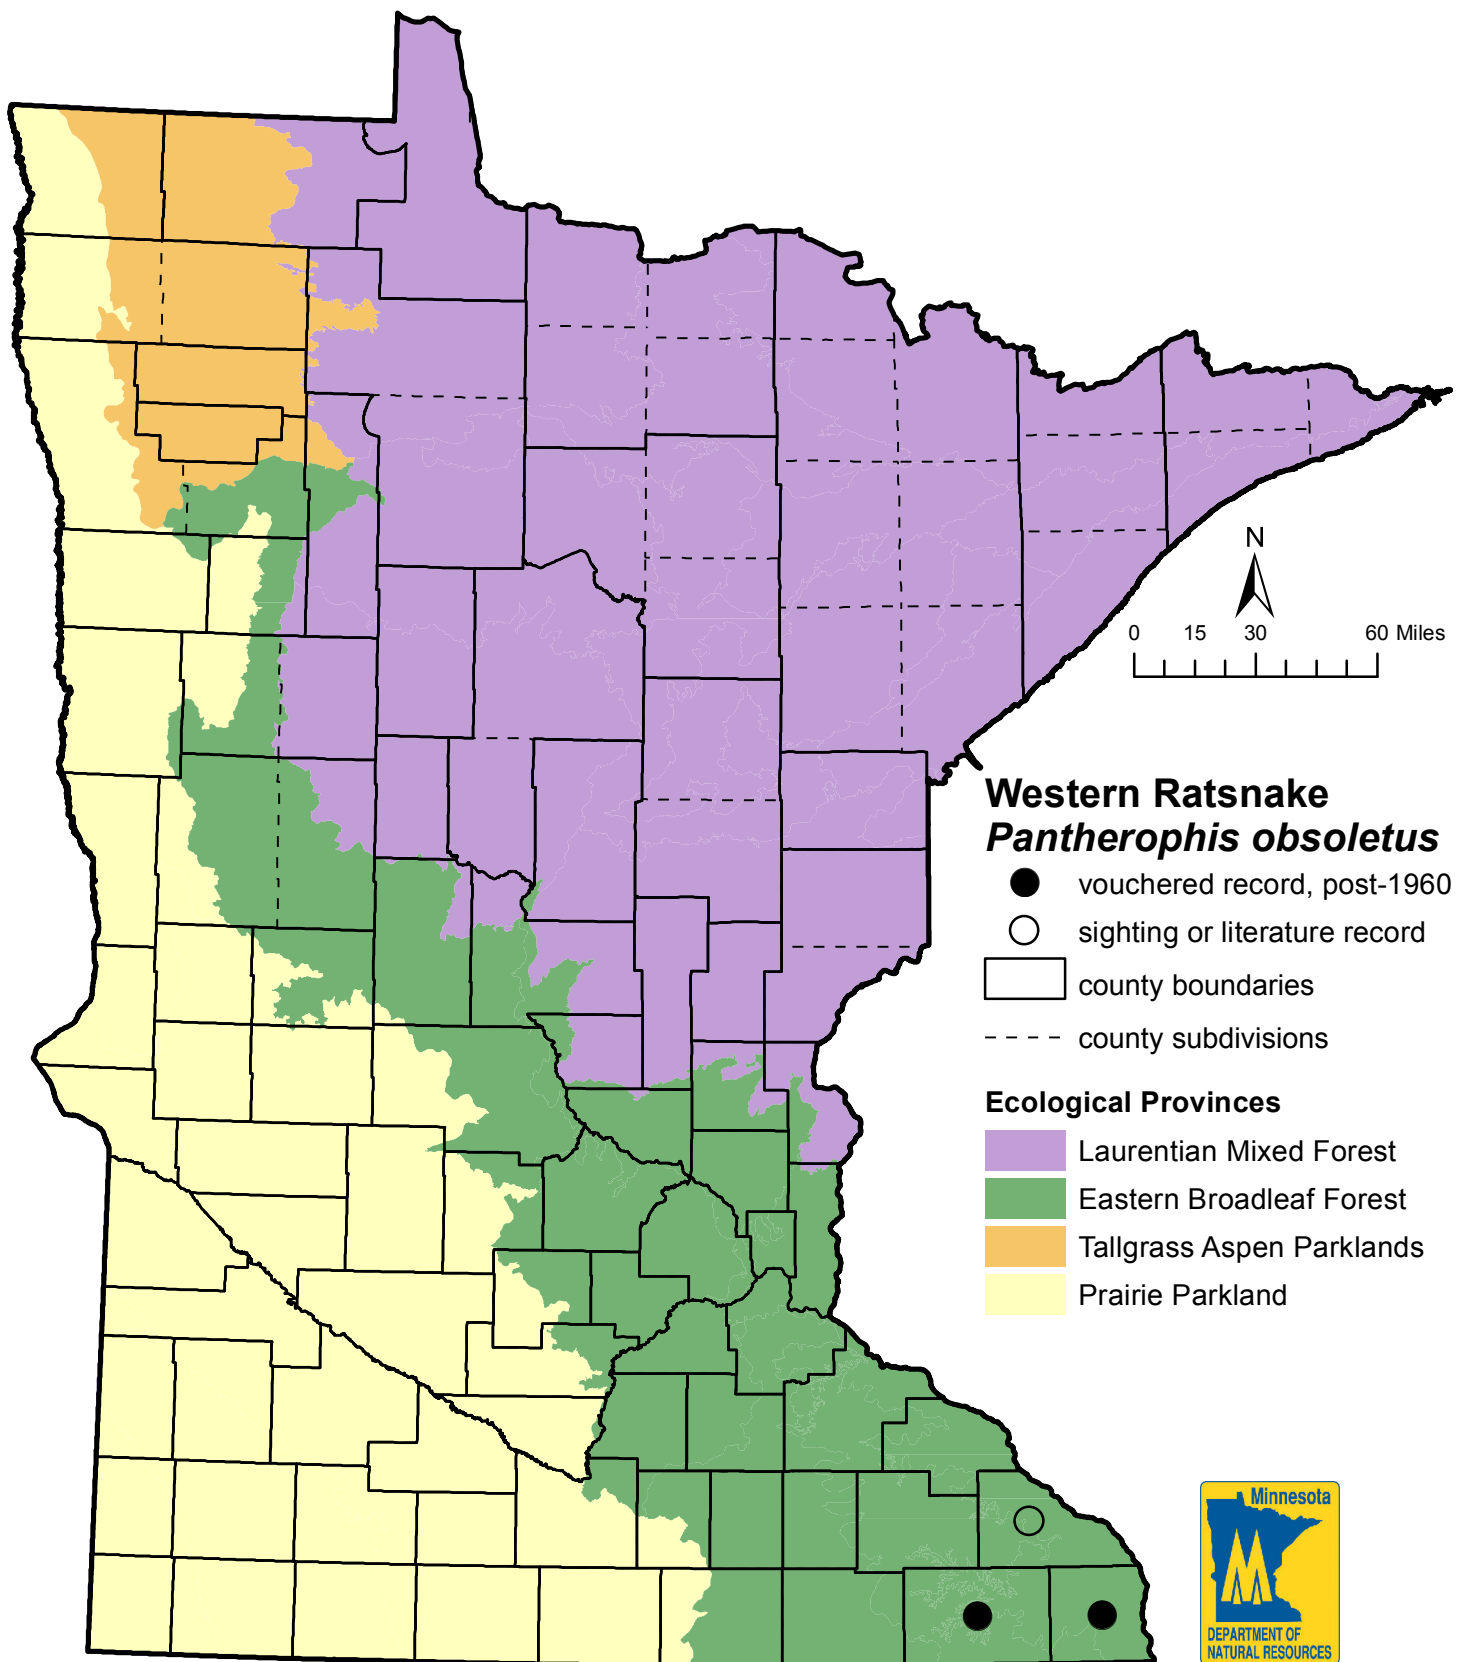 N
0 15 30 60 Miles
Western Ratsnake
Pantherophis obsoletus
vouchered record, post-1960
sighting or literature record
county boundaries
county subdivisions
Ecological Provinces
Laurentian Mixed Forest
Eastern Broadleaf Forest
Tallgrass Aspen Parklands
Prairie Parkland
Minnesota
DEPARTMENT OF
NATURAL RESOURCES